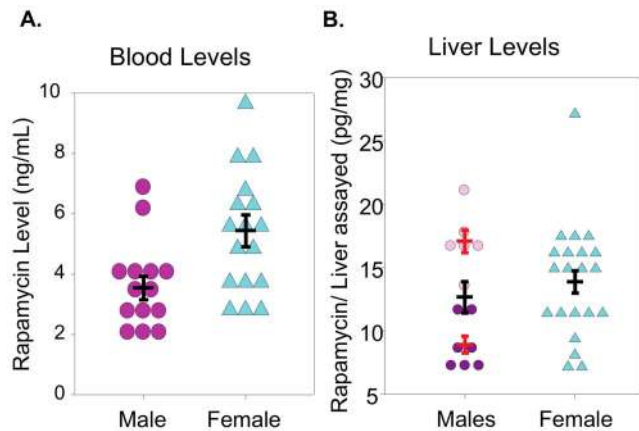 A.
Blood Levels
Rapamycin Level (ng/mL)
10
8
6
4
2
0
Male Female
B.
Liver Levels
Rapamycin/ Liver assayed (pg/mg)
30
25
20
15
10
5
Males Female